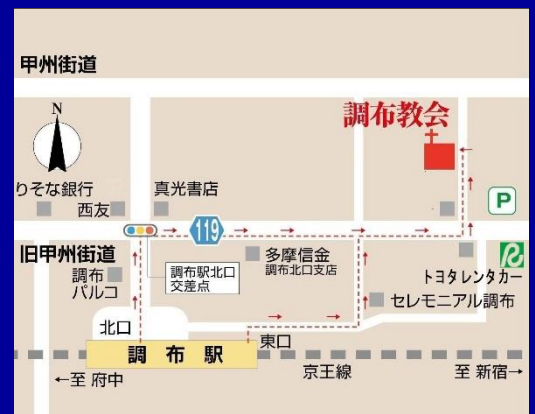 甲州街道
N
調布教会
りそな銀行
西友
真光書店
P
119
旧甲州街道
調布
パルコ
調布駅北口
交差点
多摩信金
調布北口支店
トヨタレンタカー
セレモニアル調布
北口
調布駅
東口
←至 府中
京王線
至 新宿→